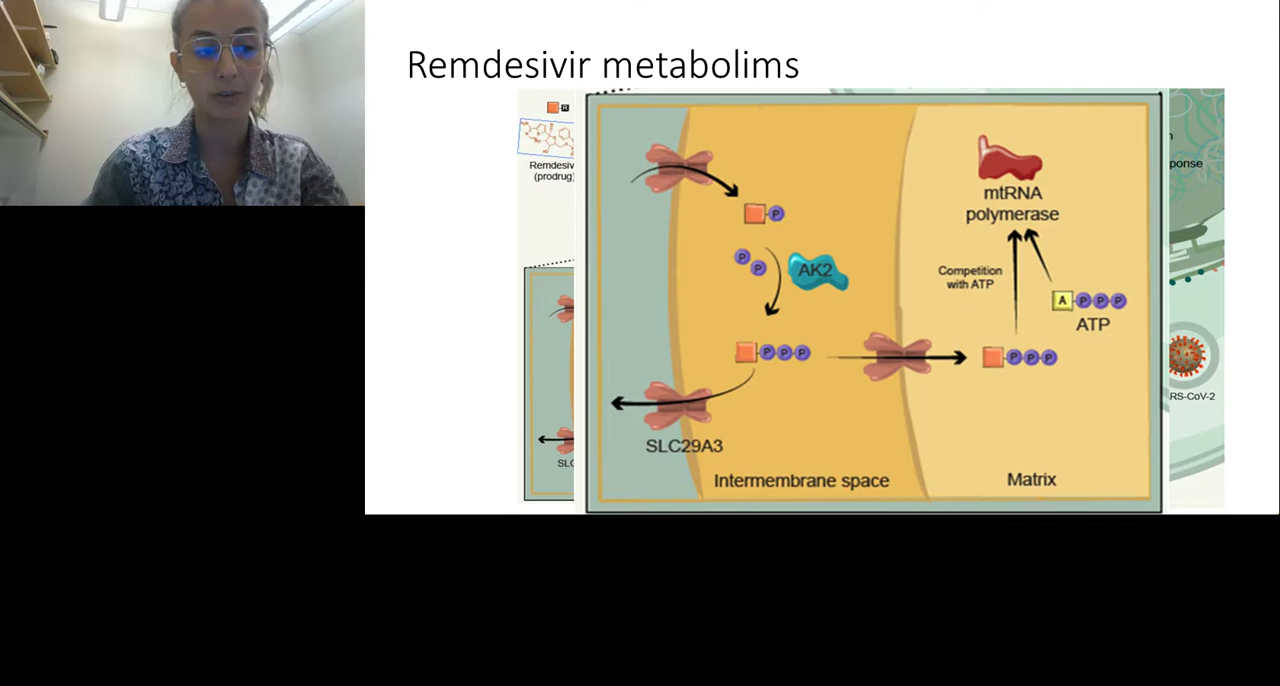 Remdesivir metabolims
R
Remdesiv
(prodrug)
ponse
mtRNA
polymerase
P
P
P
AK2
Competition
with ATP
A P P P
ATP
P P P
P P P
RS-CoV-2
SLC29A3
SLC
Intermembrane space
Matrix